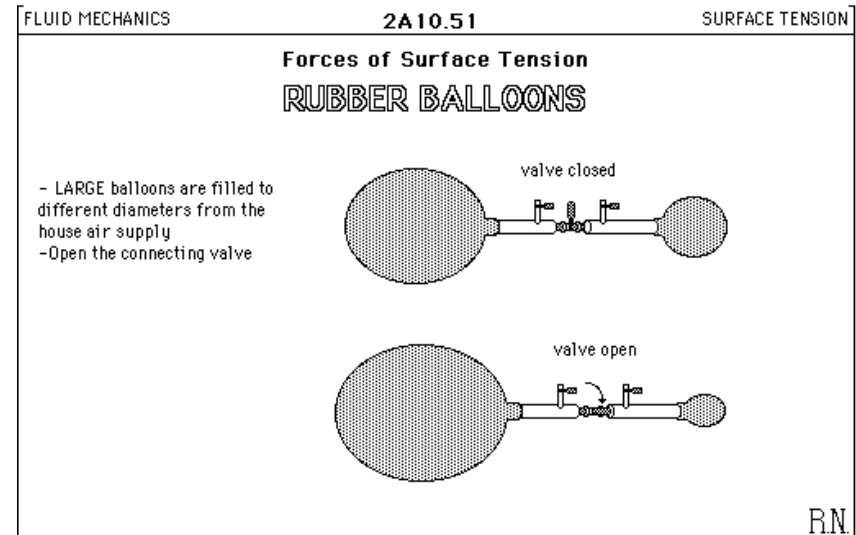 FLUID MECHANICS 2A10.51 SURFACE TENSION
Forces of Surface Tension
RUBBER BALLOONS
- LARGE balloons are filled to
different diameters from the
house air supply
-Open the connecting valve
valve closed
valve open
R.N.